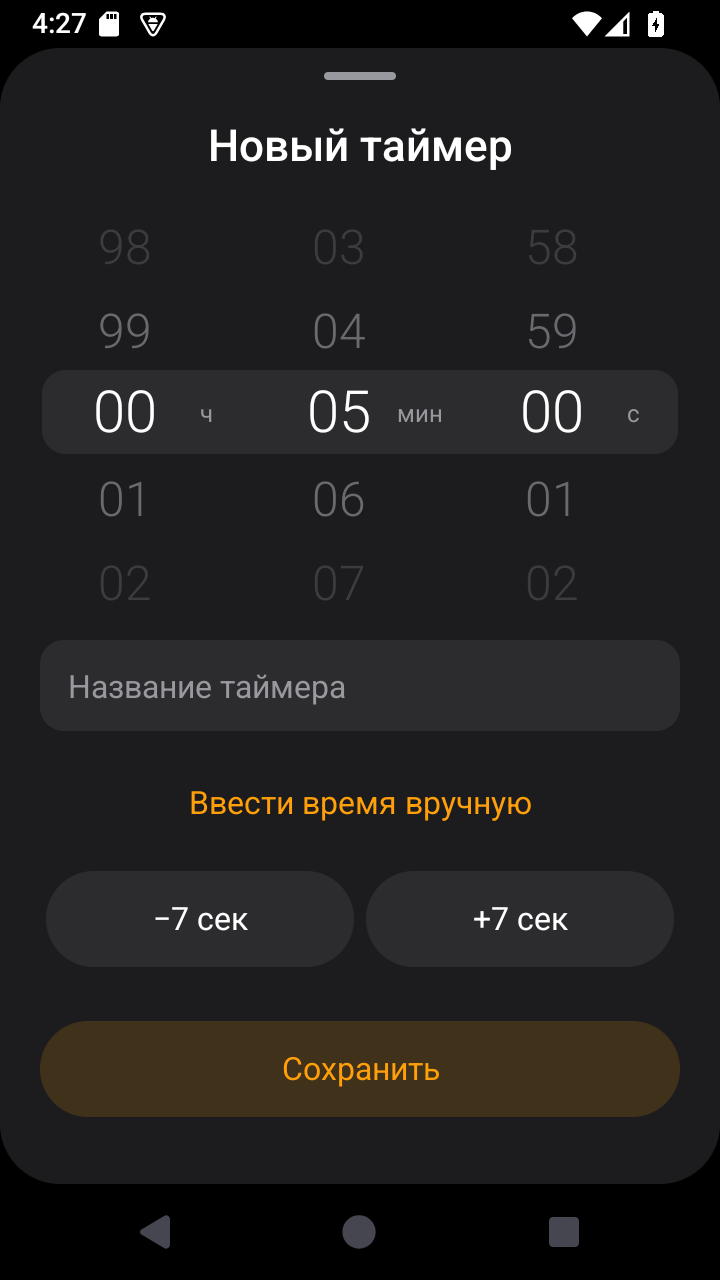 4:27
Новый таймер
98 03 58
99 04 59
00 ч 05 мин 00 с
01 06 01
02 07 02
Название таймера
Ввести время вручную
−7 сек +7 сек
Сохранить